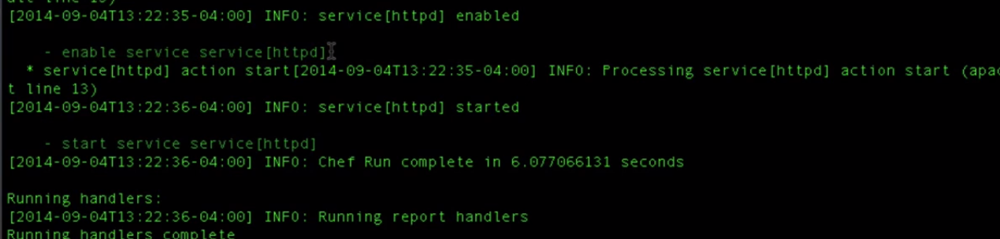 ult line 13)
[2014-09-04T13:22:35-04:00] INFO: service[httpd] enabled
- enable service service[httpd]
* service[httpd] action start[2014-09-04T13:22:35-04:00] INFO: Processing service[httpd] action start (apac
t line 13)
[2014-09-04T13:22:36-04:00] INFO: service[httpd] started
- start service service[httpd]
[2014-09-04T13:22:36-04:00] INFO: Chef Run complete in 6.077066131 seconds
Running handlers:
[2014-09-04T13:22:36-04:00] INFO: Running report handlers
Running handlers complete